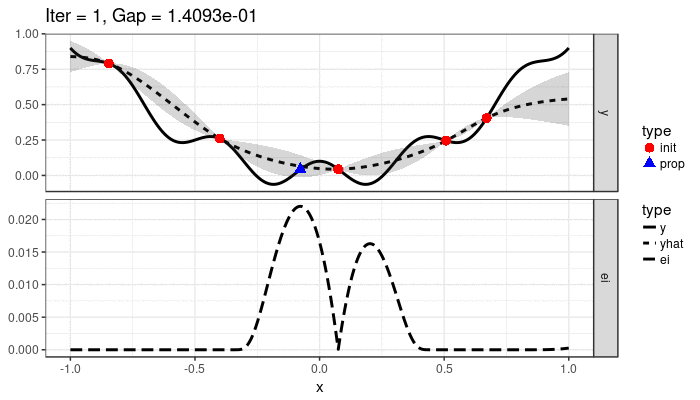 Iter = 1, Gap = 1.4093e-01
1.00
0.75
0.50
0.25
0.00
y
0.020
0.015
0.010
0.005
0.000
ei
-1.0 -0.5 0.0 0.5 1.0
x
type
init
prop
type
y
yhat
ei